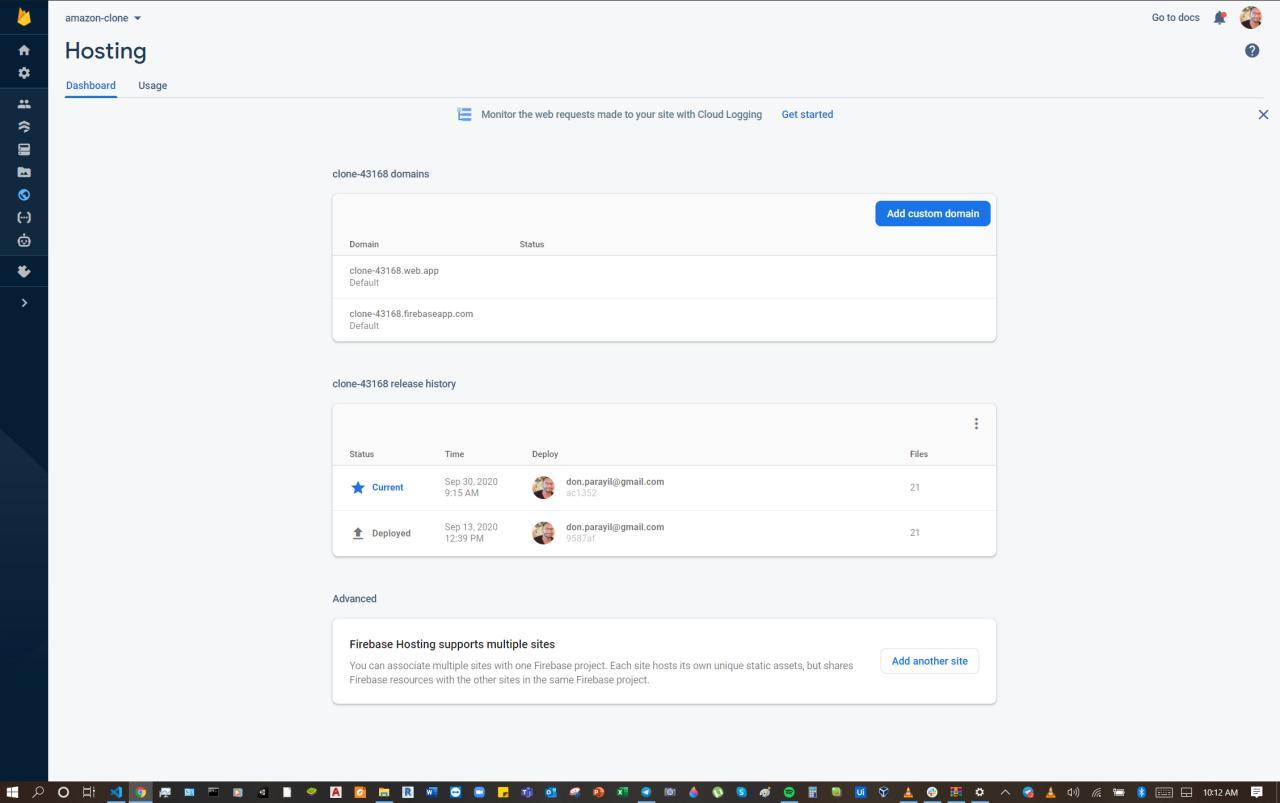 amazon-clone
Go to docs
Hosting
Dashboard
Usage
Monitor the web requests made to your site with Cloud Logging
Get started
clone-43168 domains
Add custom domain
Domain
Status
clone-43168.web.app
Default
clone-43168.firebaseapp.com
Default
clone-43168 release history
Status
Time
Deploy
Files
Current
Sep 30, 2020
9:15 AM
don.parayil@gmail.com
ac1352
21
Deployed
Sep 13, 2020
12:39 PM
don.parayil@gmail.com
9587af
21
Advanced
Firebase Hosting supports multiple sites
You can associate multiple sites with one Firebase project. Each site hosts its own unique static assets, but shares
Firebase resources with the other sites in the same Firebase project.
Add another site
10:12 AM